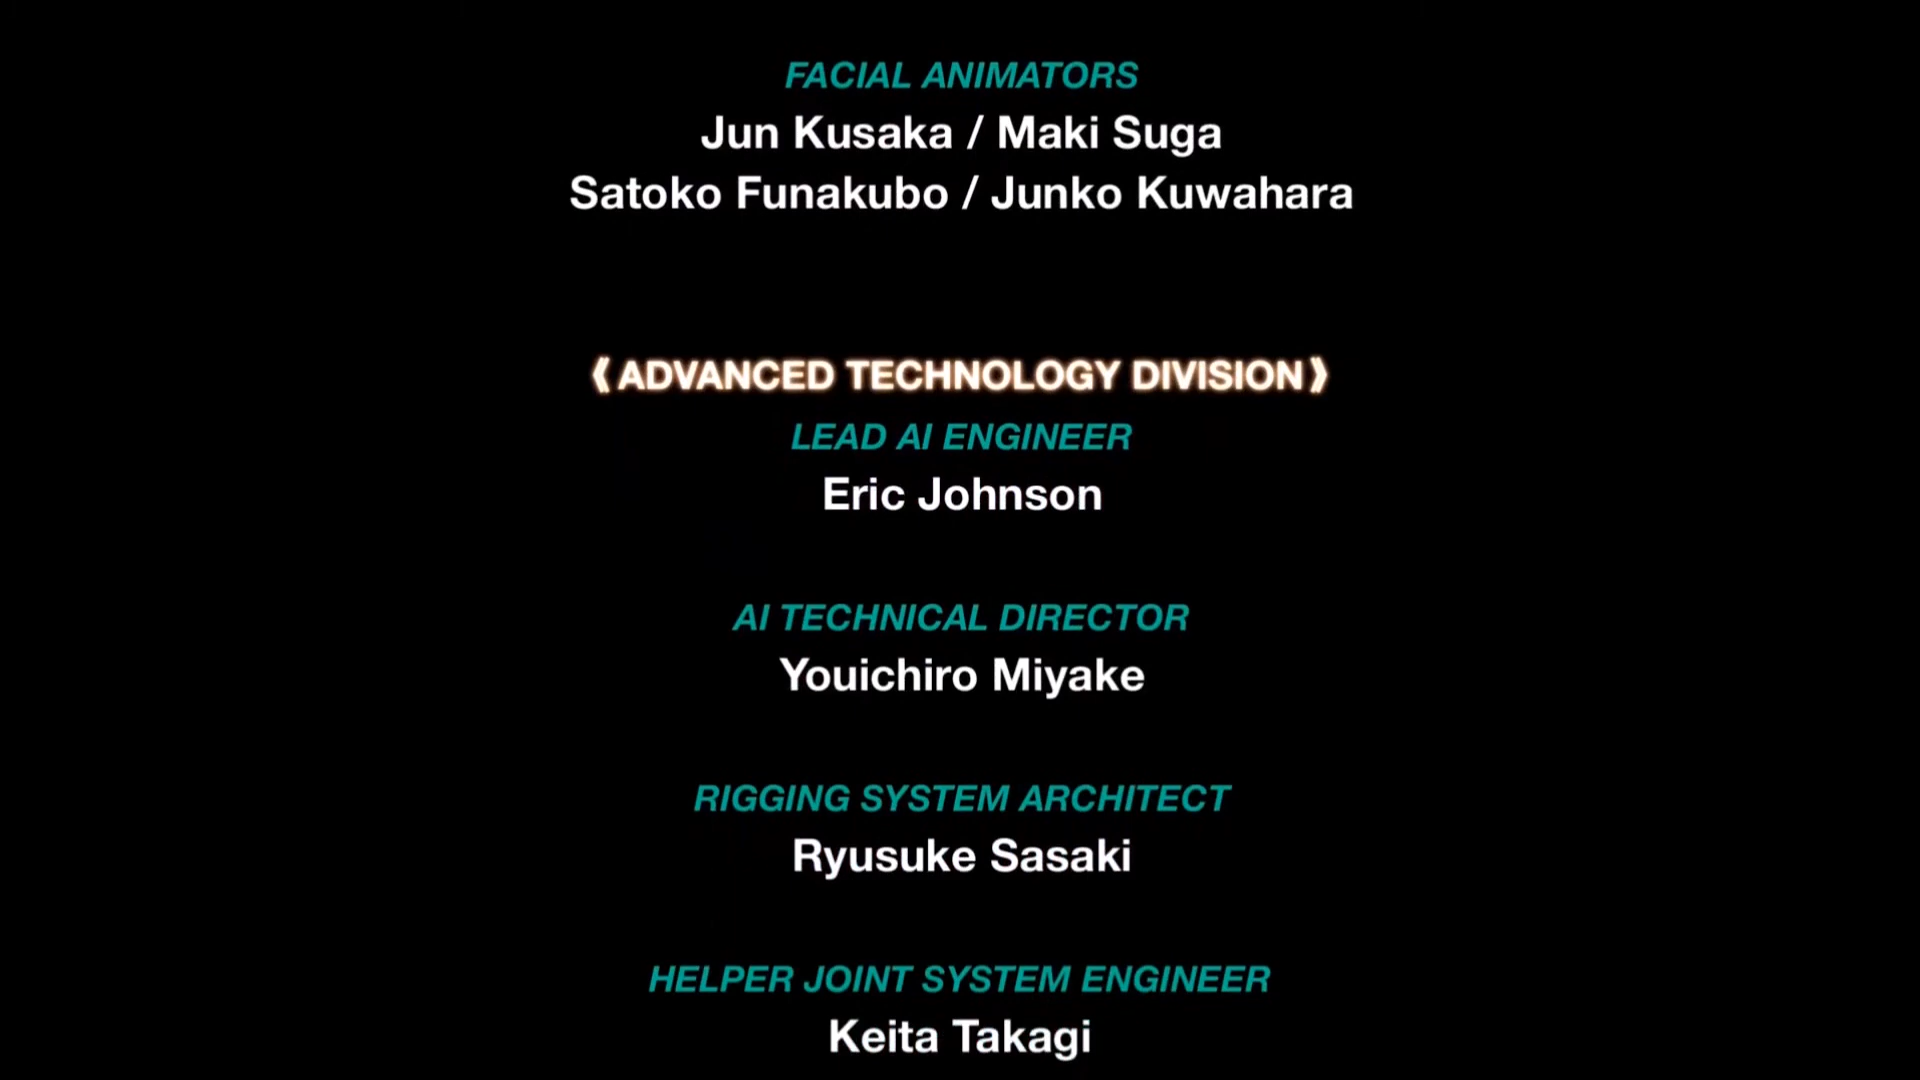 FACIAL ANIMATORS
Jun Kusaka / Maki Suga
Satoko Funakubo / Junko Kuwahara
⟪ADVANCED TECHNOLOGY DIVISION⟫
LEAD AI ENGINEER
Eric Johnson
AI TECHNICAL DIRECTOR
Youichiro Miyake
RIGGING SYSTEM ARCHITECT
Ryusuke Sasaki
HELPER JOINT SYSTEM ENGINEER
Keita Takagi